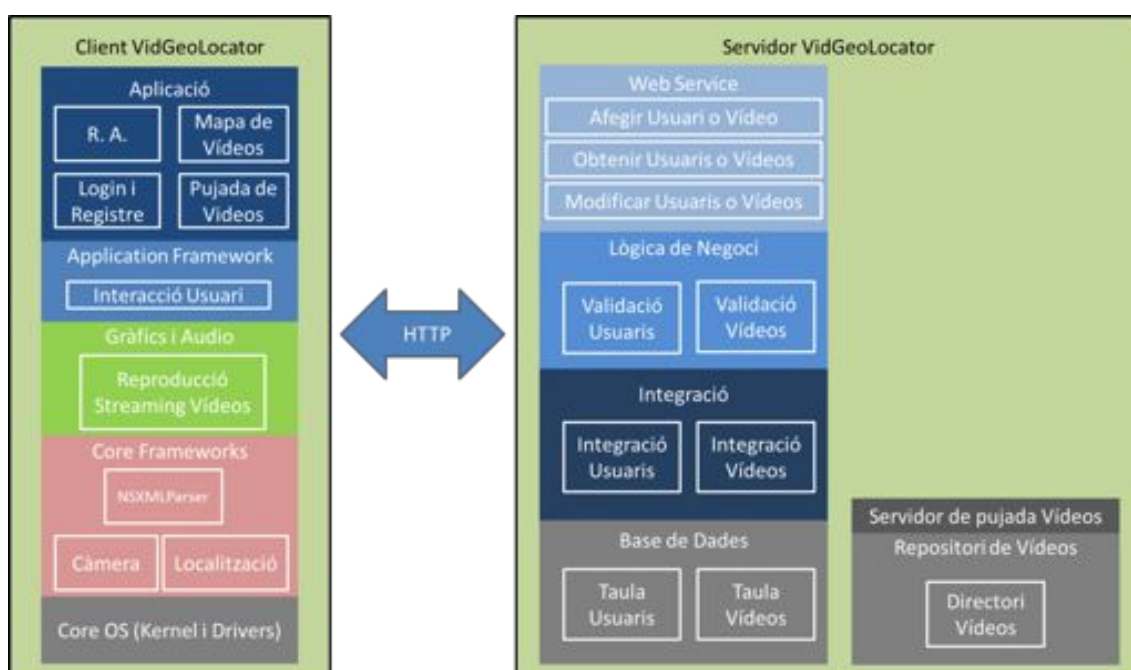 Client VidGeoLocator
Aplicació
R. A.
Mapa de
Vídeos
Login i
Registre
Pujada de
Videos
Application Framework
Interacció Usuari
Gràfics i Audio
Reproducció
Streaming Vídeos
Core Frameworks
NSXMLParser
Càmera
Localització
Core OS (Kernel i Drivers)
HTTP
Servidor VidGeoLocator
Web Service
Afegir Usuari o Vídeo
Obtenir Usuaris o Vídeos
Modificar Usuaris o Vídeos
Lògica de Negoci
Validació
Usuaris
Validació
Vídeos
Integració
Integració
Usuaris
Integració
Vídeos
Base de Dades
Taula
Usuaris
Taula
Vídeos
Servidor de pujada Vídeos
Repositori de Vídeos
Directori
Vídeos